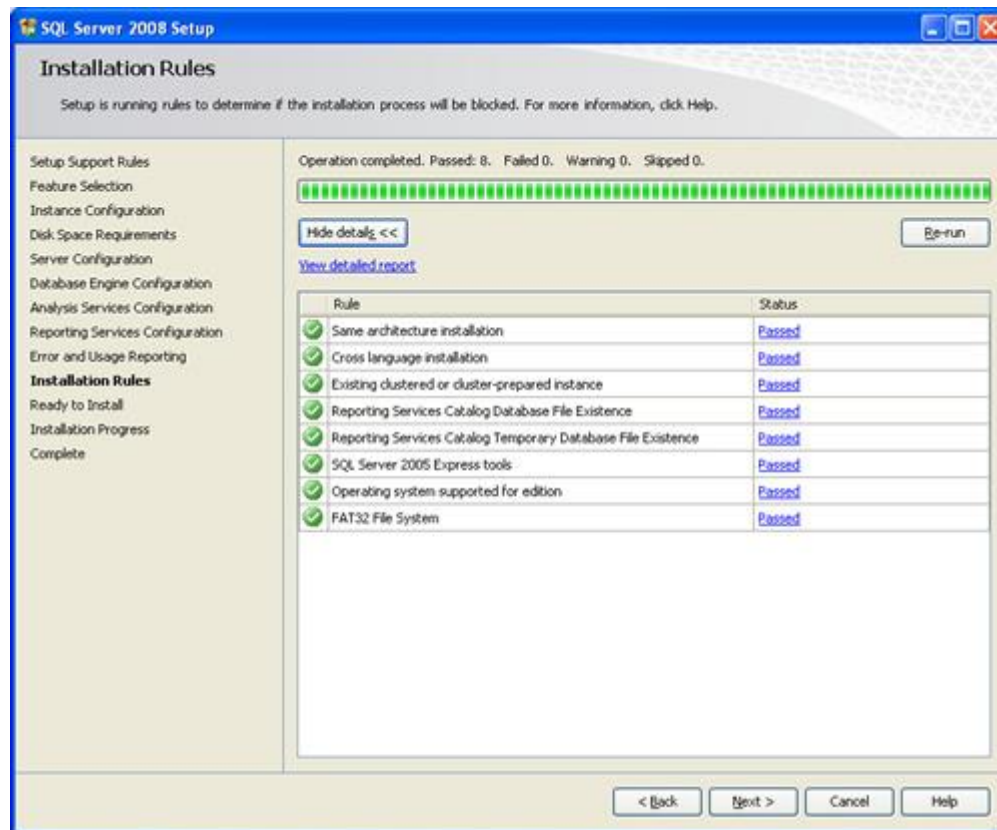 SQL Server 2008 Setup
Installation Rules
Setup is running rules to determine if the installation process will be blocked. For more information, click Help.
Setup Support Rules
Feature Selection
Instance Configuration
Disk Space Requirements
Server Configuration
Database Engine Configuration
Analysis Services Configuration
Reporting Services Configuration
Error and Usage Reporting
Installation Rules
Ready to Install
Installation Progress
Complete
Operation completed. Passed: 8. Failed 0. Warning 0. Skipped 0.
Hide details <<
Re-run
View detailed report
Rule Status
Same architecture installation Passed
Cross language installation Passed
Existing clustered or cluster-prepared instance Passed
Reporting Services Catalog Database File Existence Passed
Reporting Services Catalog Temporary Database File Existence Passed
SQL Server 2005 Express tools Passed
Operating system supported for edition Passed
FAT32 File System Passed
< Back Next > Cancel Help